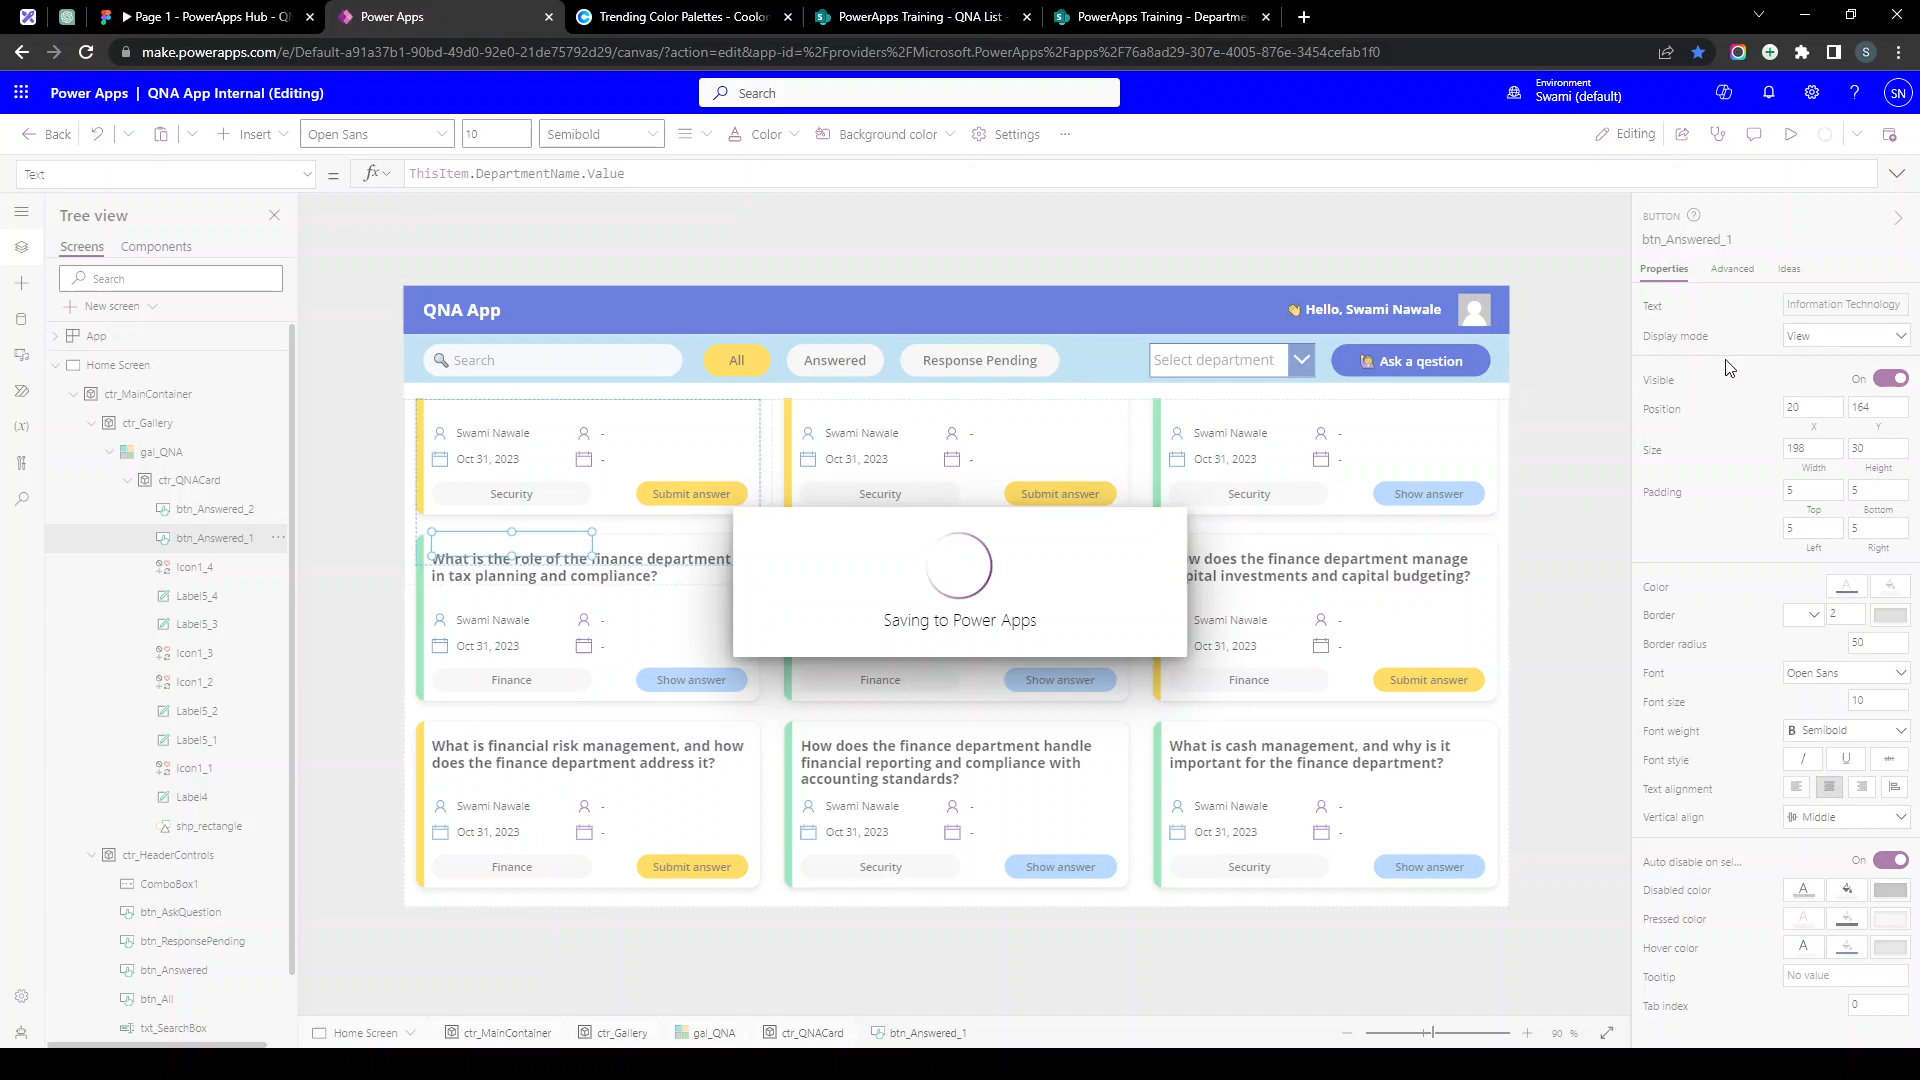 Page 1 - PowerApps Hub - Q
Power Apps
Trending Color Palettes - Coolor
PowerApps Training - QNA List -
PowerApps Training - Departme
make.powerapps.com/e/Default-a91a37b1-90bd-49d0-92e0-21de75792d29/canvas/?action=edit&app-id=%2Fproviders%2FMicrosoft.PowerApps%2Fapps%2F76a8ad29-307e-4005-876e-3454cefab1f0
S
Power Apps | QNA App Internal (Editing)
Search
Environment
Swami (default)
SN
Back
Insert
Open Sans
10
Semibold
Color
Background color
Settings
Editing
Text
= fx
ThisItem.DepartmentName.Value
Tree view
Screens Components
Search
New screen
App
Home Screen
ctr_MainContainer
ctr_Gallery
gal_QNA
ctr_QNACard
btn_Answered_2
btn_Answered_1
Icon1_4
Label5_4
Label5_3
Icon1_3
Icon1_2
Label5_2
Label5_1
Icon1_1
Label4
shp_rectangle
ctr_HeaderControls
ComboBox1
btn_AskQuestion
btn_ResponsePending
btn_Answered
btn_All
txt_SearchBox
QNA App
Hello, Swami Nawale
Search
All
Answered
Response Pending
Select department
Ask a qestion
Swami Nawale -
Oct 31, 2023 -
Security
Submit answer
Swami Nawale -
Oct 31, 2023 -
Security
Submit answer
Swami Nawale -
Oct 31, 2023 -
Security
Show answer
What is the role of the finance department
in tax planning and compliance?
Swami Nawale -
Oct 31, 2023 -
Finance
Show answer
Finance
Show answer
does the finance department manage
capital investments and capital budgeting?
Swami Nawale -
Oct 31, 2023 -
Finance
Submit answer
Saving to Power Apps
What is financial risk management, and how
does the finance department address it?
Swami Nawale -
Oct 31, 2023 -
Finance
Submit answer
How does the finance department handle
financial reporting and compliance with
accounting standards?
Swami Nawale -
Oct 31, 2023 -
Security
Show answer
What is cash management, and why is it
important for the finance department?
Swami Nawale -
Oct 31, 2023 -
Security
Show answer
Home Screen
ctr_MainContainer
ctr_Gallery
gal_QNA
ctr_QNACard
btn_Answered_1
90 %
BUTTON
btn_Answered_1
Properties Advanced Ideas
Text Information Technology
Display mode View
Visible On
Position 20 164
X Y
Size 198 30
Width Height
Padding 5 5
Top Bottom
5 5
Left Right
Color
Border 2
Border radius 50
Font Open Sans
Font size 10
Font weight B Semibold
Font style / U abc
Text alignment
Vertical align Middle
Auto disable on sel... On
Disabled color
Pressed color
Hover color
Tooltip No value
Tab index 0